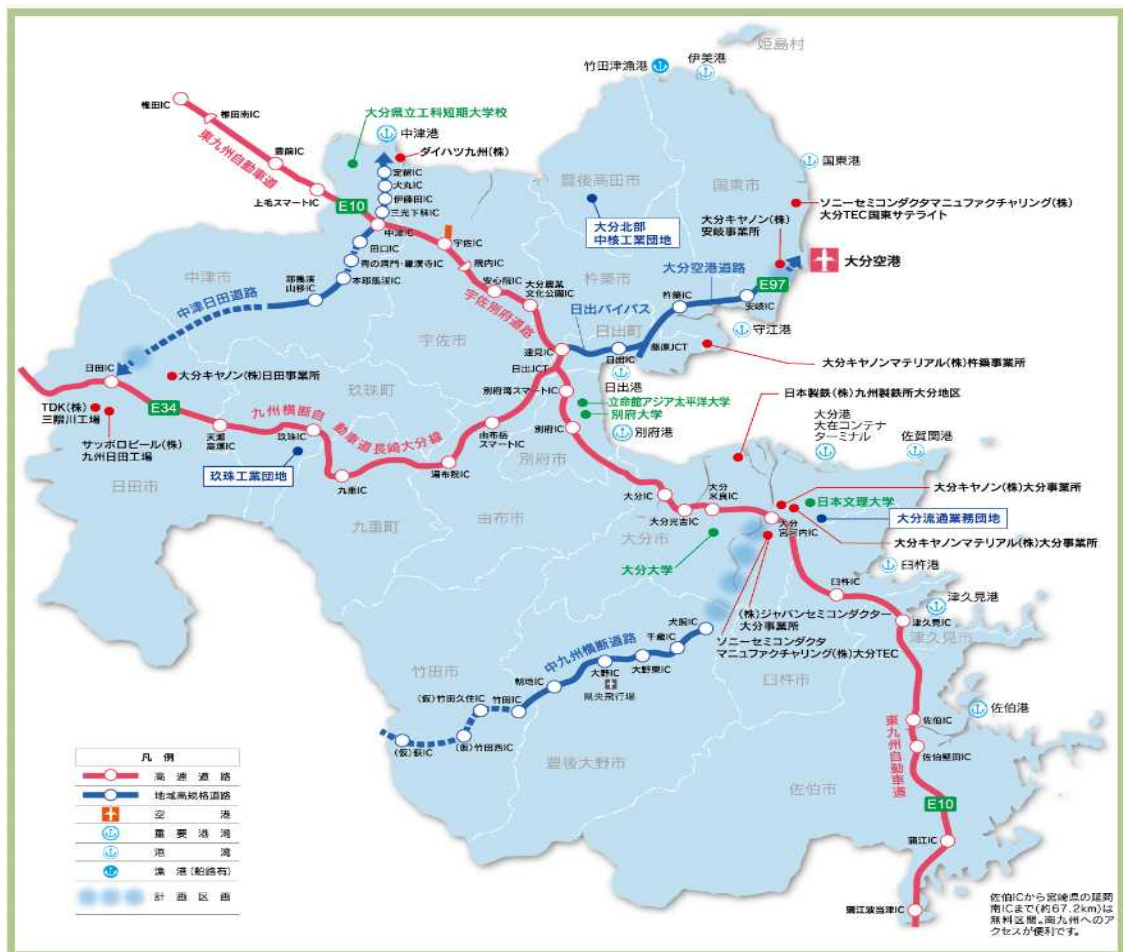 姫島村
伊美港
竹田津漁港
椎田IC
椎田南IC
豊前IC
上毛スマートIC
東九州自動車道
E10
大分県立工科短期大学校
中津港
ダイハツ九州(株)
定留IC
犬丸IC
伊藤田IC
三光下秣IC
中津IC
田口IC
青の洞門・羅漢寺IC
本耶馬渓IC
耶馬渓
山移IC
中津市
中津日田道路
宇佐IC
院内IC
安心院IC
大分農業
文化公園IC
宇佐別府道路
宇佐市
豊後高田市
大分北部
中核工業団地
国東市
国東港
ソニーセミコンダクタマニュファクチャリング(株)
大分TEC国東サテライト
大分キヤノン(株)
安岐事業所
大分空港
E97
大分空港道路
安岐IC
杵築市
杵築IC
守江港
日出バイパス
日出町
速見IC
日出IC
藤原JCT
日出JCT
日出港
大分キヤノンマテリアル(株)杵築事業所
日田IC
大分キヤノン(株)日田事業所
E34
TDK(株)
三隈川工場
サッポロビール(株)
九州日田工場
天瀬
高塚IC
玖珠町
玖珠IC
九州横断自
動車道長崎大分線
玖珠工業団地
九重IC
湯布院IC
由布岳
スマートIC
別府湾スマートIC
立命館アジア太平洋大学
別府大学
別府IC
別府港
別府市
日田市
九重町
由布市
日本製鉄(株)九州製鉄所大分地区
大分港
大在コンテナ
ターミナル
佐賀関港
大分IC
大分光吉IC
大分
米良IC
大分
宮河内IC
大分市
大分大学
大分キヤノン(株)大分事業所
日本文理大学
大分流通業務団地
大分キヤノンマテリアル(株)大分事業所
臼杵港
臼杵IC
津久見港
津久見IC
津久見市
(株)ジャパンセミコンダクター
大分事業所
ソニーセミコンダクタ
マニュファクチャリング(株)大分TEC
犬飼IC
千歳IC
大野東IC
大野IC
県央飛行場
朝地IC
中九州横断道路
竹田市
(仮)竹田久住IC
竹田IC
(仮)竹田西IC
(仮)荻IC
臼杵市
豊後大野市
佐伯市
佐伯港
佐伯IC
佐伯堅田IC
東九州自動車道
E10
蒲江IC
蒲江波当津IC
凡例
高速道路
地域高規格道路
空港
重要港湾
港湾
漁港(船路有)
計画区画
佐伯ICから宮崎県の延岡
南ICまで(約67.2km)は
無料区間。南九州へのア
クセスが便利です。